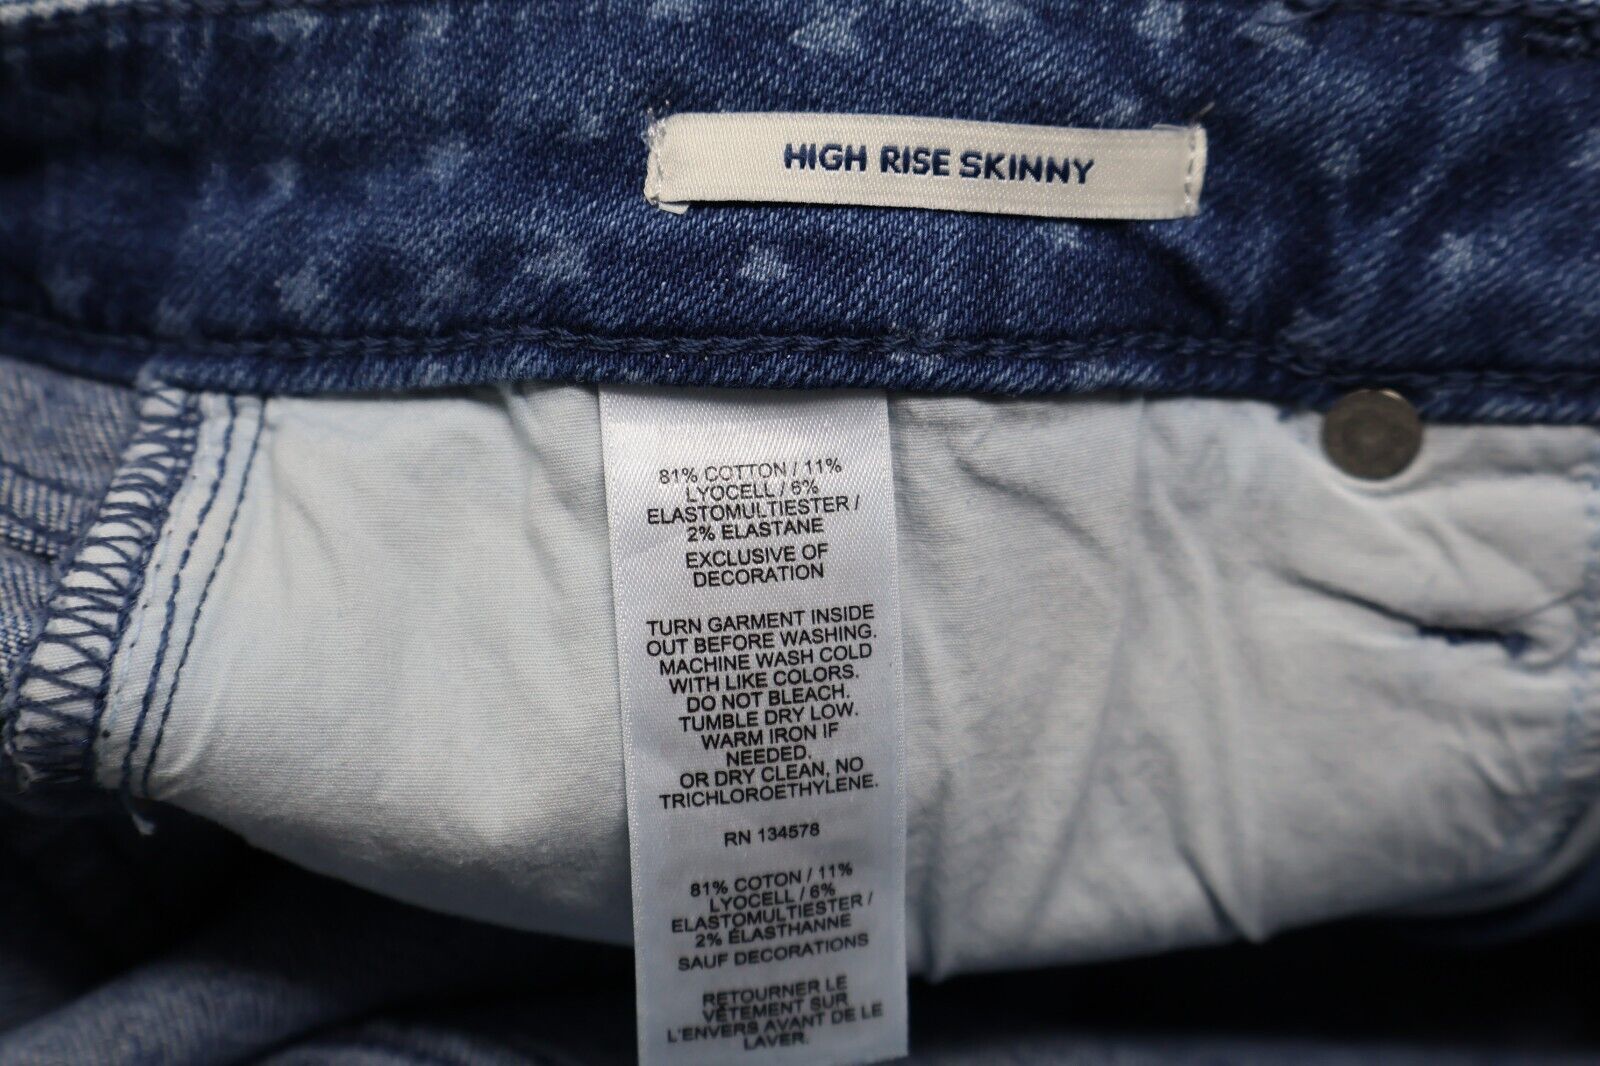 HIGH RISE SKINNY
81% COTTON / 11%
LYOCELL / 6%
ELASTOMULTIESTER /
2% ELASTANE
EXCLUSIVE OF
DECORATION
TURN GARMENT INSIDE
OUT BEFORE WASHING.
MACHINE WASH COLD
WITH LIKE COLORS.
DO NOT BLEACH.
TUMBLE DRY LOW.
WARM IRON IF
NEEDED.
OR DRY CLEAN, NO
TRICHLOROETHYLENE.
RN 134578
81% COTON / 11%
LYOCELL / 6%
ELASTOMULTIESTER /
2% ÉLASTHANNE
SAUF DECORATIONS
RETOURNER LE
VÊTEMENT SUR
L'ENVERS AVANT DE LE
LAVER.